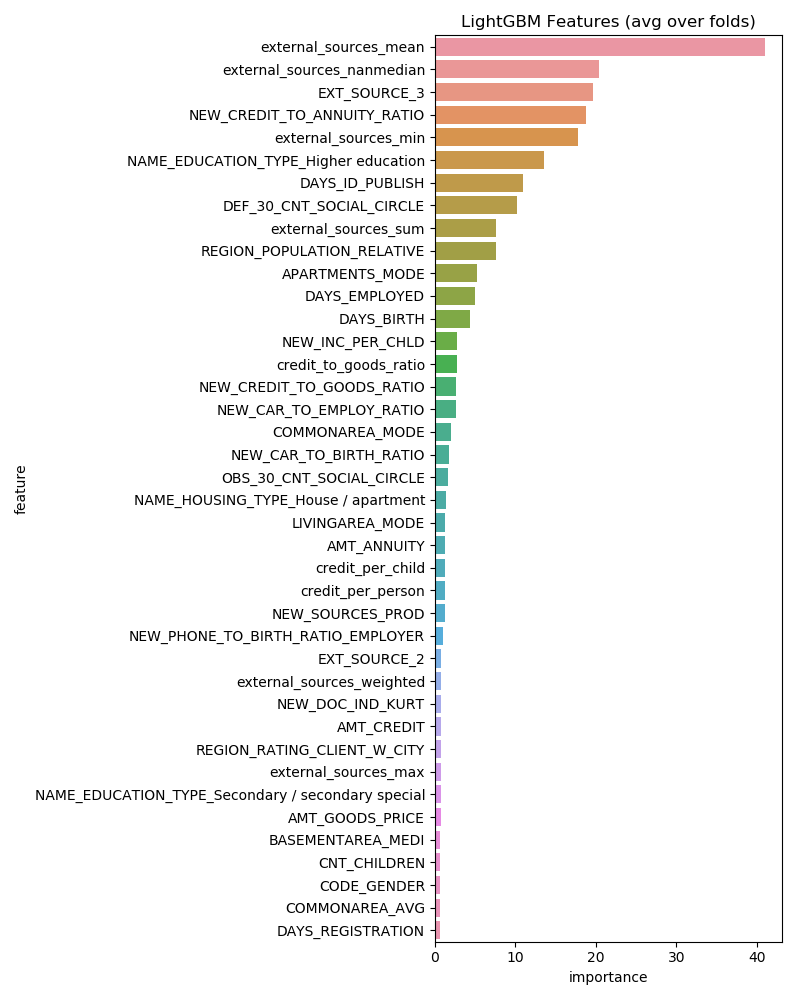 LightGBM Features (avg over folds)
external_sources_mean
external_sources_nanmedian
EXT_SOURCE_3
NEW_CREDIT_TO_ANNUITY_RATIO
external_sources_min
NAME_EDUCATION_TYPE_Higher education
DAYS_ID_PUBLISH
DEF_30_CNT_SOCIAL_CIRCLE
external_sources_sum
REGION_POPULATION_RELATIVE
APARTMENTS_MODE
DAYS_EMPLOYED
DAYS_BIRTH
NEW_INC_PER_CHLD
credit_to_goods_ratio
NEW_CREDIT_TO_GOODS_RATIO
NEW_CAR_TO_EMPLOY_RATIO
COMMONAREA_MODE
NEW_CAR_TO_BIRTH_RATIO
OBS_30_CNT_SOCIAL_CIRCLE
NAME_HOUSING_TYPE_House / apartment
LIVINGAREA_MODE
AMT_ANNUITY
credit_per_child
credit_per_person
NEW_SOURCES_PROD
NEW_PHONE_TO_BIRTH_RATIO_EMPLOYER
EXT_SOURCE_2
external_sources_weighted
NEW_DOC_IND_KURT
AMT_CREDIT
REGION_RATING_CLIENT_W_CITY
external_sources_max
NAME_EDUCATION_TYPE_Secondary / secondary special
AMT_GOODS_PRICE
BASEMENTAREA_MEDI
CNT_CHILDREN
CODE_GENDER
COMMONAREA_AVG
DAYS_REGISTRATION
feature
0 10 20 30 40
importance